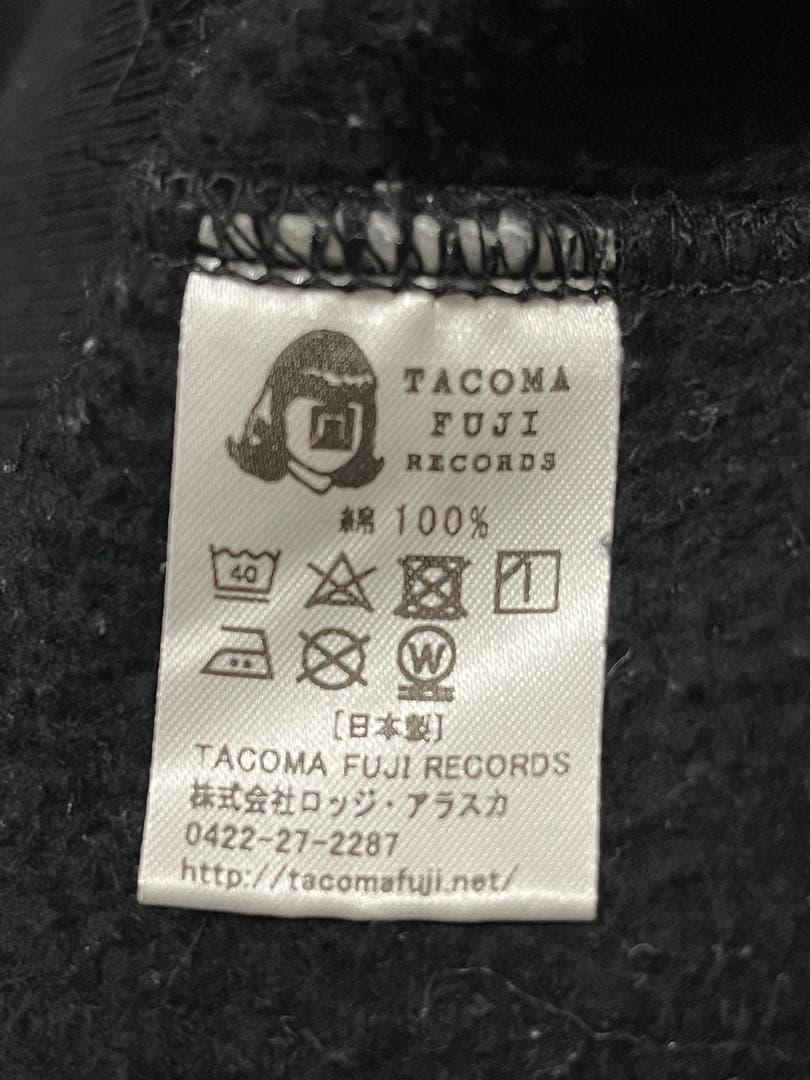 TACOMA
FUJI
RECORDS
綿 100%
40
W
[日本製]
TACOMA FUJI RECORDS
株式会社ロッジ・アラスカ
0422-27-2287
http://tacomafuji.net/